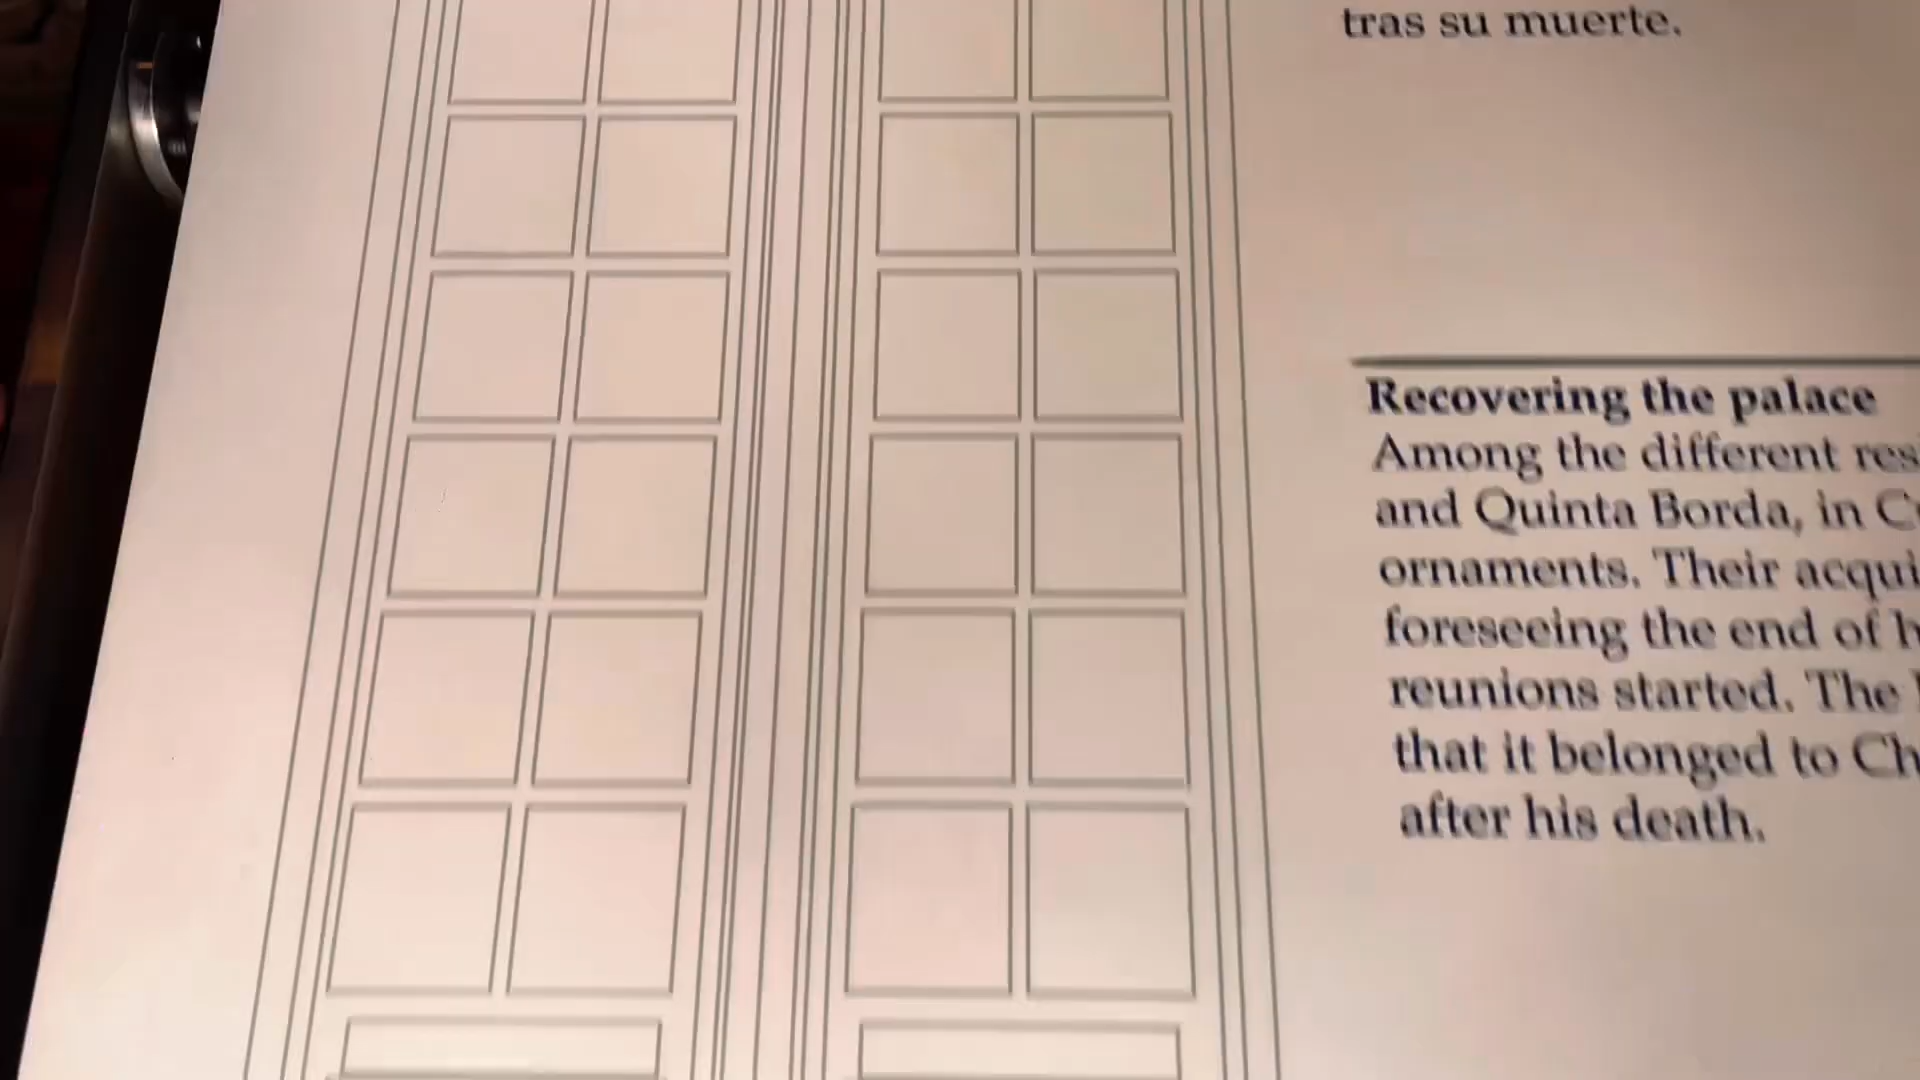 tras su muerte.
Recovering the palace
Among the different
and Quinta Borda, in
ornaments. Their
foreseeing the end of
reunions started. The
that it belonged to
after his death.